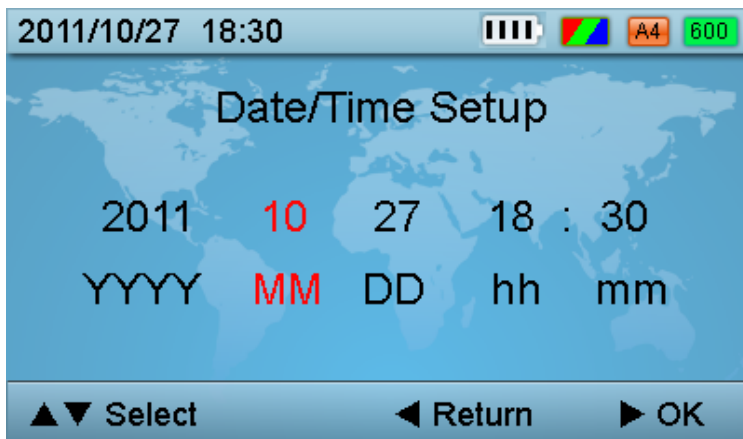 2011/10/27 18:30 A4 600
Date/Time Setup
2011 10 27 18 : 30
YYYY MM DD hh mm
▲▼ Select ◀ Return ▶ OK